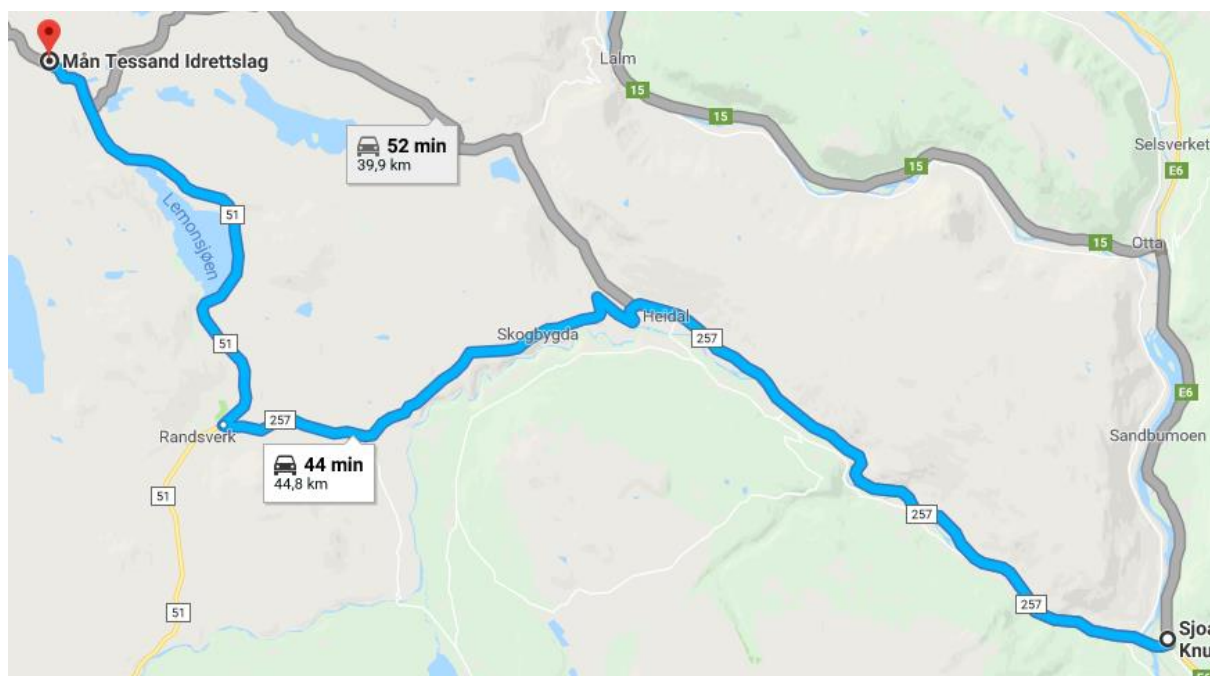 Mån Tessand Idrettslag
Lalm
15
15
Selsverket
E6
52 min
39,9 km
15
Lemonsjøen
51
15
Otta
Skogbygda
Heidal
257
51
E6
257
Randsverk
Sandbumoen
44 min
44,8 km
51
257
51
257
Sjoa
Knu
E6